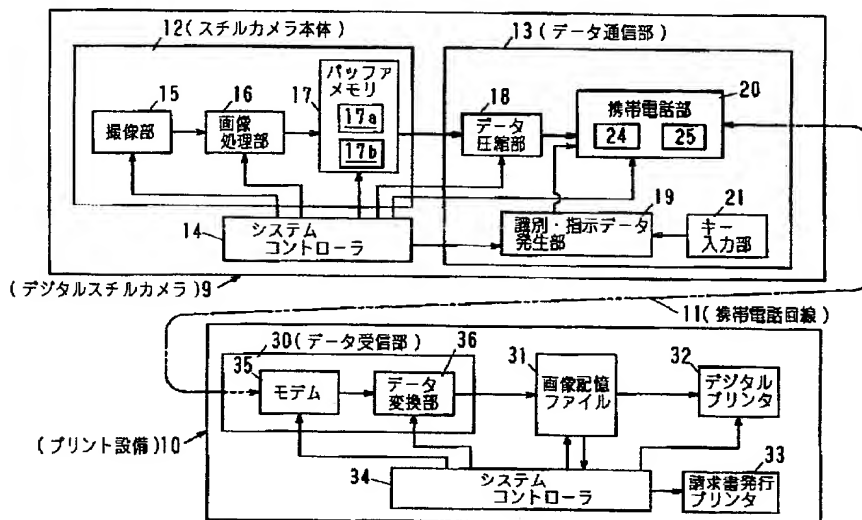 12(スチルカメラ本体)
13(データ通信部)
15
撮像部
16
画像
処理部
17
バッファ
メモリ
17a
17b
18
データ
圧縮部
20
携帯電話部
24
25
14
システム
コントローラ
19
識別・指示データ
発生部
21
キー
入力部
(デジタルスチルカメラ)9
11(携帯電話回線)
30(データ受信部)
35
モデム
36
データ
変換部
31
画像記憶
ファイル
32
デジタル
プリンタ
(プリント設備)10
34
システム
コントローラ
33
請求書発行
プリンタ